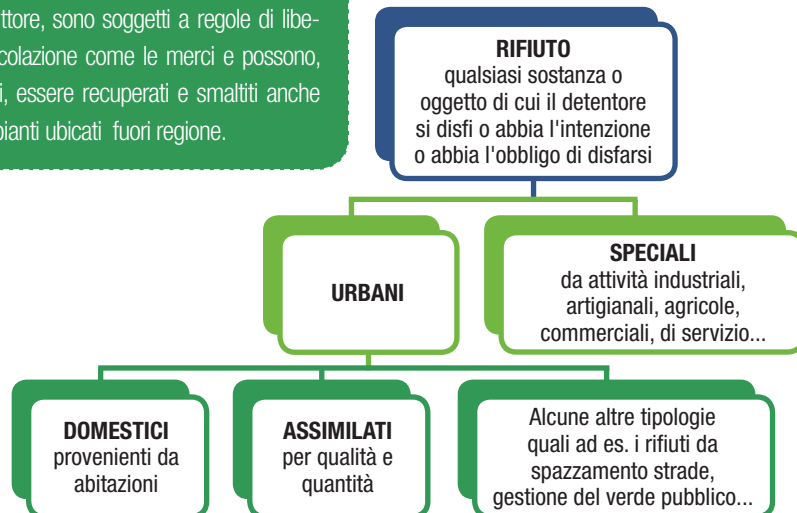 ttore, sono soggetti a regole di libe-
colazione come le merci e possono,
i, essere recuperati e smaltiti anche
pianti ubicati fuori regione.
RIFIUTO
qualsiasi sostanza o
oggetto di cui il detentore
si disfi o abbia l'intenzione
o abbia l'obbligo di disfarsi
URBANI
SPECIALI
da attività industriali,
artigianali, agricole,
commerciali, di servizio...
DOMESTICI
provenienti da
abitazioni
ASSIMILATI
per qualità e
quantità
Alcune altre tipologie
quali ad es. i rifiuti da
spazzamento strade,
gestione del verde pubblico...